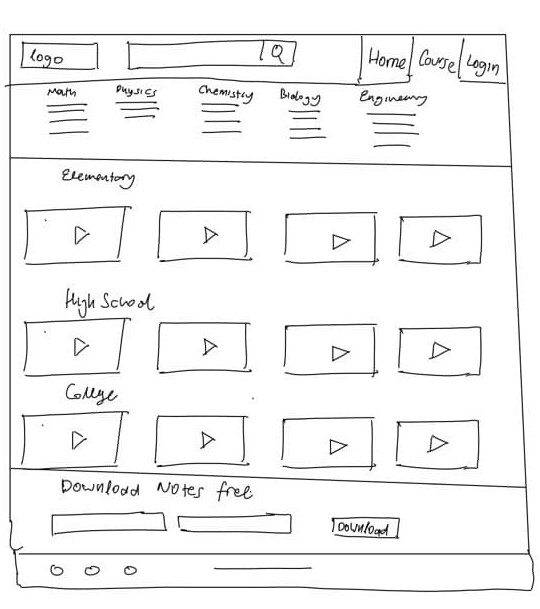 logo Home Course Login
Math Physics Chemistry Biology Engineering
Elementary
High School
College
Download Notes free
Download